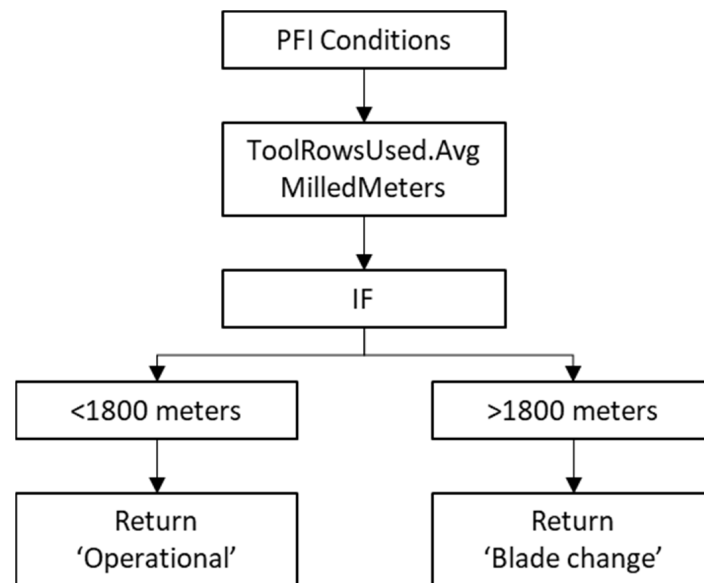 PFI Conditions
ToolRowsUsed.Avg
MilledMeters
IF
<1800 meters
>1800 meters
Return
‘Operational’
Return
‘Blade change’